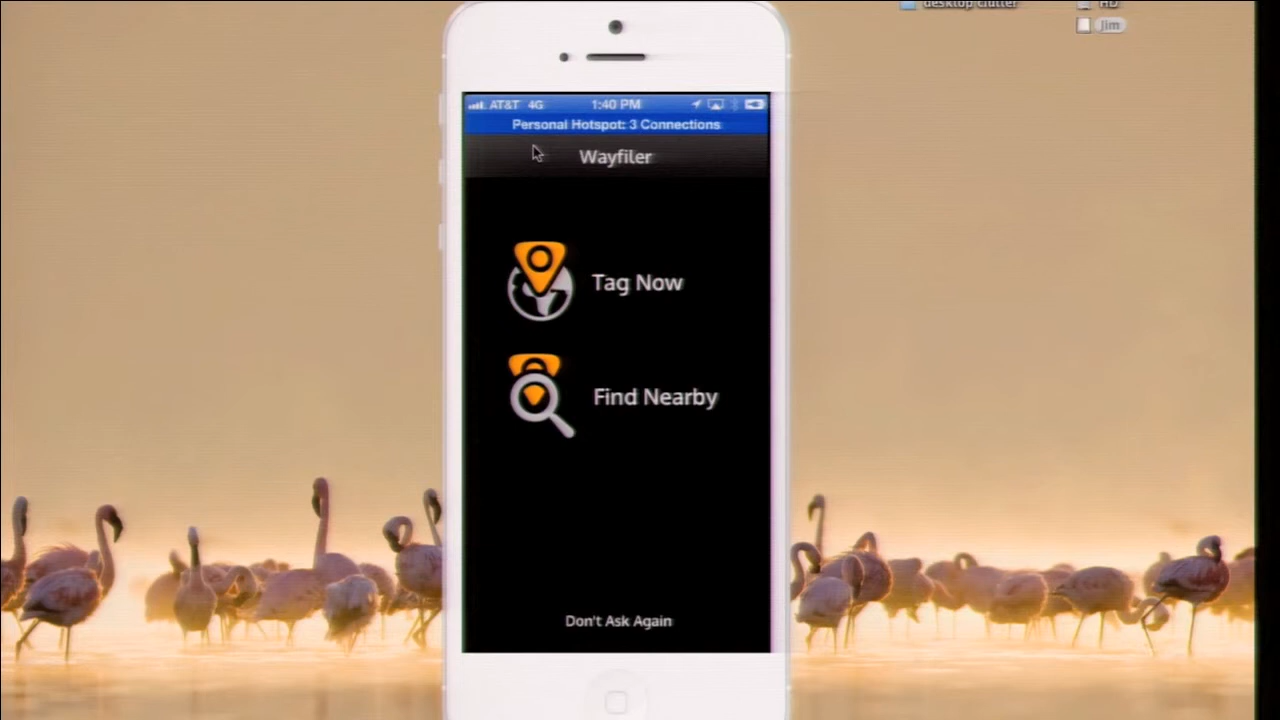 desktop clutter
HD
Jim
AT&T 4G 1:40 PM
Personal Hotspot: 3 Connections
Wayfiler
Tag Now
Find Nearby
Don't Ask Again